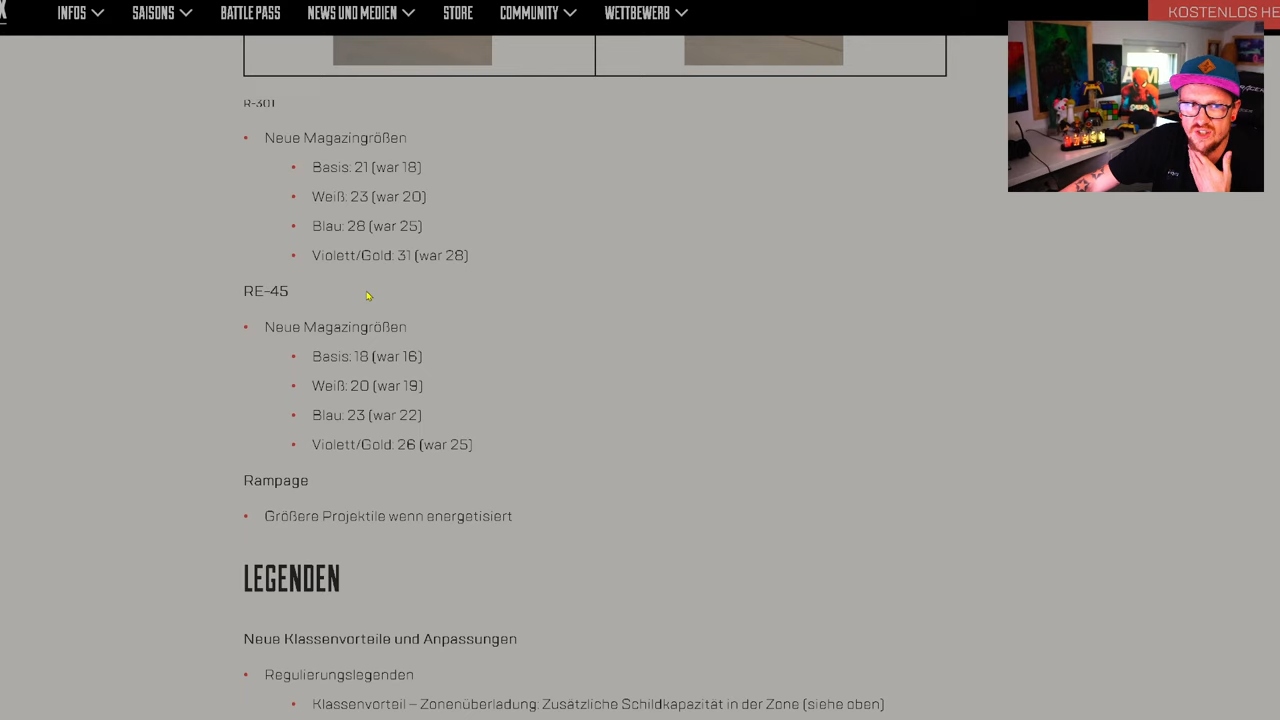 INFOS SAISONS BATTLE PASS NEWS UND MEDIEN STORE COMMUNITY WETTBEWERB KOSTENLOS HE
R-301
• Neue Magazingrößen
• Basis: 21 (war 18)
• Weiß: 23 (war 20)
• Blau: 28 (war 25)
• Violett/Gold: 31 (war 28)
RE-45
• Neue Magazingrößen
• Basis: 18 (war 16)
• Weiß: 20 (war 19)
• Blau: 23 (war 22)
• Violett/Gold: 26 (war 25)
Rampage
• Größere Projektile wenn energetisiert
LEGENDEN
Neue Klassenvorteile und Anpassungen
• Regulierungslegenden
• Klassenvorteil – Zonenüberladung: Zusätzliche Schildkapazität in der Zone (siehe oben)